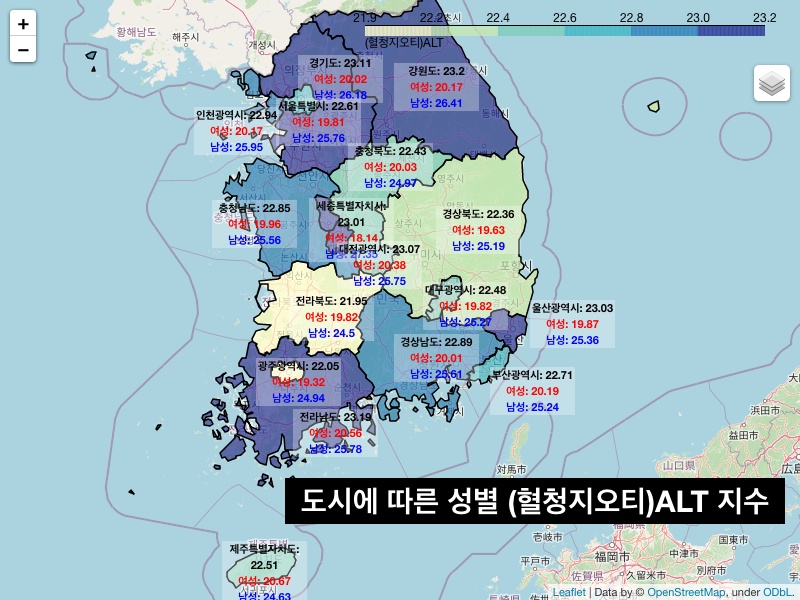 +
−
21.9 22.2 22.4 22.6 22.8 23.0 23.2
(혈청지오티)ALT
경기도: 23.11
여성: 20.02
남성: 26.18
강원도: 23.2
여성: 20.17
남성: 26.41
인천광역시: 22.94
여성: 20.17
남성: 25.95
서울특별시: 22.61
여성: 19.81
남성: 25.76
충청북도: 22.43
여성: 20.03
남성: 24.97
충청남도: 22.85
여성: 19.96
남성: 25.56
세종특별자치시:
23.01
여성: 18.14
남성: 27.35
대전광역시: 23.07
여성: 20.38
남성: 25.75
경상북도: 22.36
여성: 19.63
남성: 25.19
대구광역시: 22.48
여성: 19.82
남성: 25.27
울산광역시: 23.03
여성: 19.87
남성: 25.36
전라북도: 21.95
여성: 19.82
남성: 24.5
경상남도: 22.89
여성: 20.01
남성: 25.61
부산광역시: 22.71
여성: 20.19
남성: 25.24
광주광역시: 22.05
여성: 19.32
남성: 24.94
전라남도: 23.19
여성: 20.56
남성: 25.78
도시에 따른 성별 (혈청지오티)ALT 지수
제주특별자치도:
22.51
여성: 20.67
남성: 24.63
황해남도
해주시
개성시
対馬市
浜田市
益田市
山口県
広島
壱岐市
平戸市
福岡市
中津市
国東市
別府市
久留米市
佐賀県
Leaflet | Data by © OpenStreetMap, under ODbL.